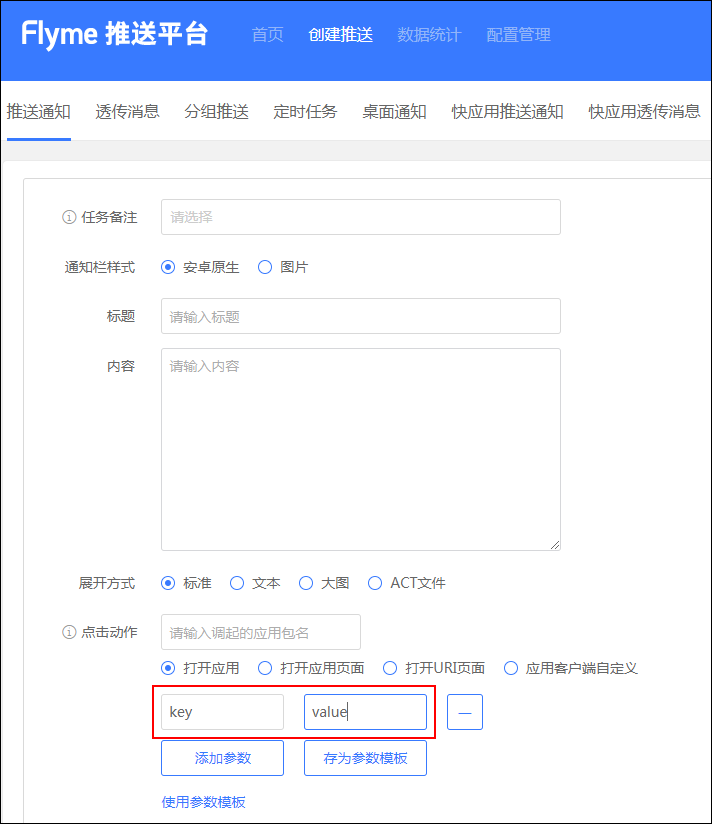 Flyme 推送平台 首页 创建推送 数据统计 配置管理
推送通知 透传消息 分组推送 定时任务 桌面通知 快应用推送通知 快应用透传消息
任务备注 请选择
通知栏样式 安卓原生 图片
标题 请输入标题
内容 请输入内容
展开方式 标准 文本 大图 ACT文件
点击动作 请输入调起的应用包名
打开应用 打开应用页面 打开URI页面 应用客户端自定义
key value —
添加参数 存为参数模板
使用参数模板